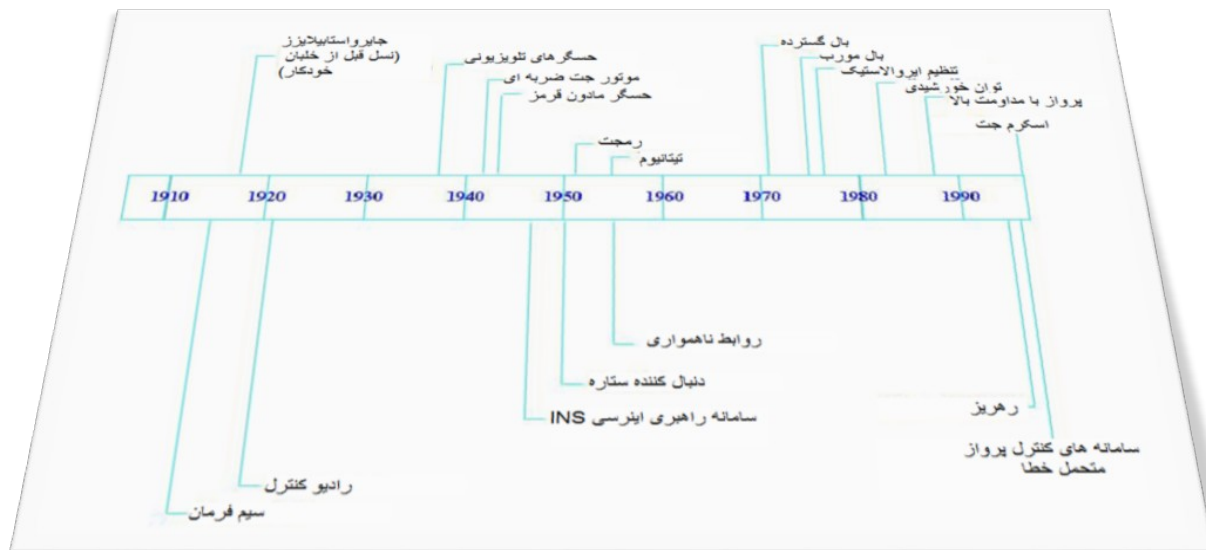 جایرواستابیلایزز
(نسل قبل از خلبان
خودکار)
حسگرهای تلویزیونی
موتور جت ضربه ای
حسگر مادون قرمز
رمجت
تیتانیوم
بال گسترده
بال مورب
تنظیم ایروالاستیک
توان خورشیدی
پرواز با مداومت بالا
اسکرم جت
1910 1920 1930 1940 1950 1960 1970 1980 1990
روابط ناهمواری
دنبال کننده ستاره
سامانه راهبری اینرسی INS
رهریز
سامانه های کنترل پرواز
متحمل خطا
رادیو کنترل
سیم فرمان